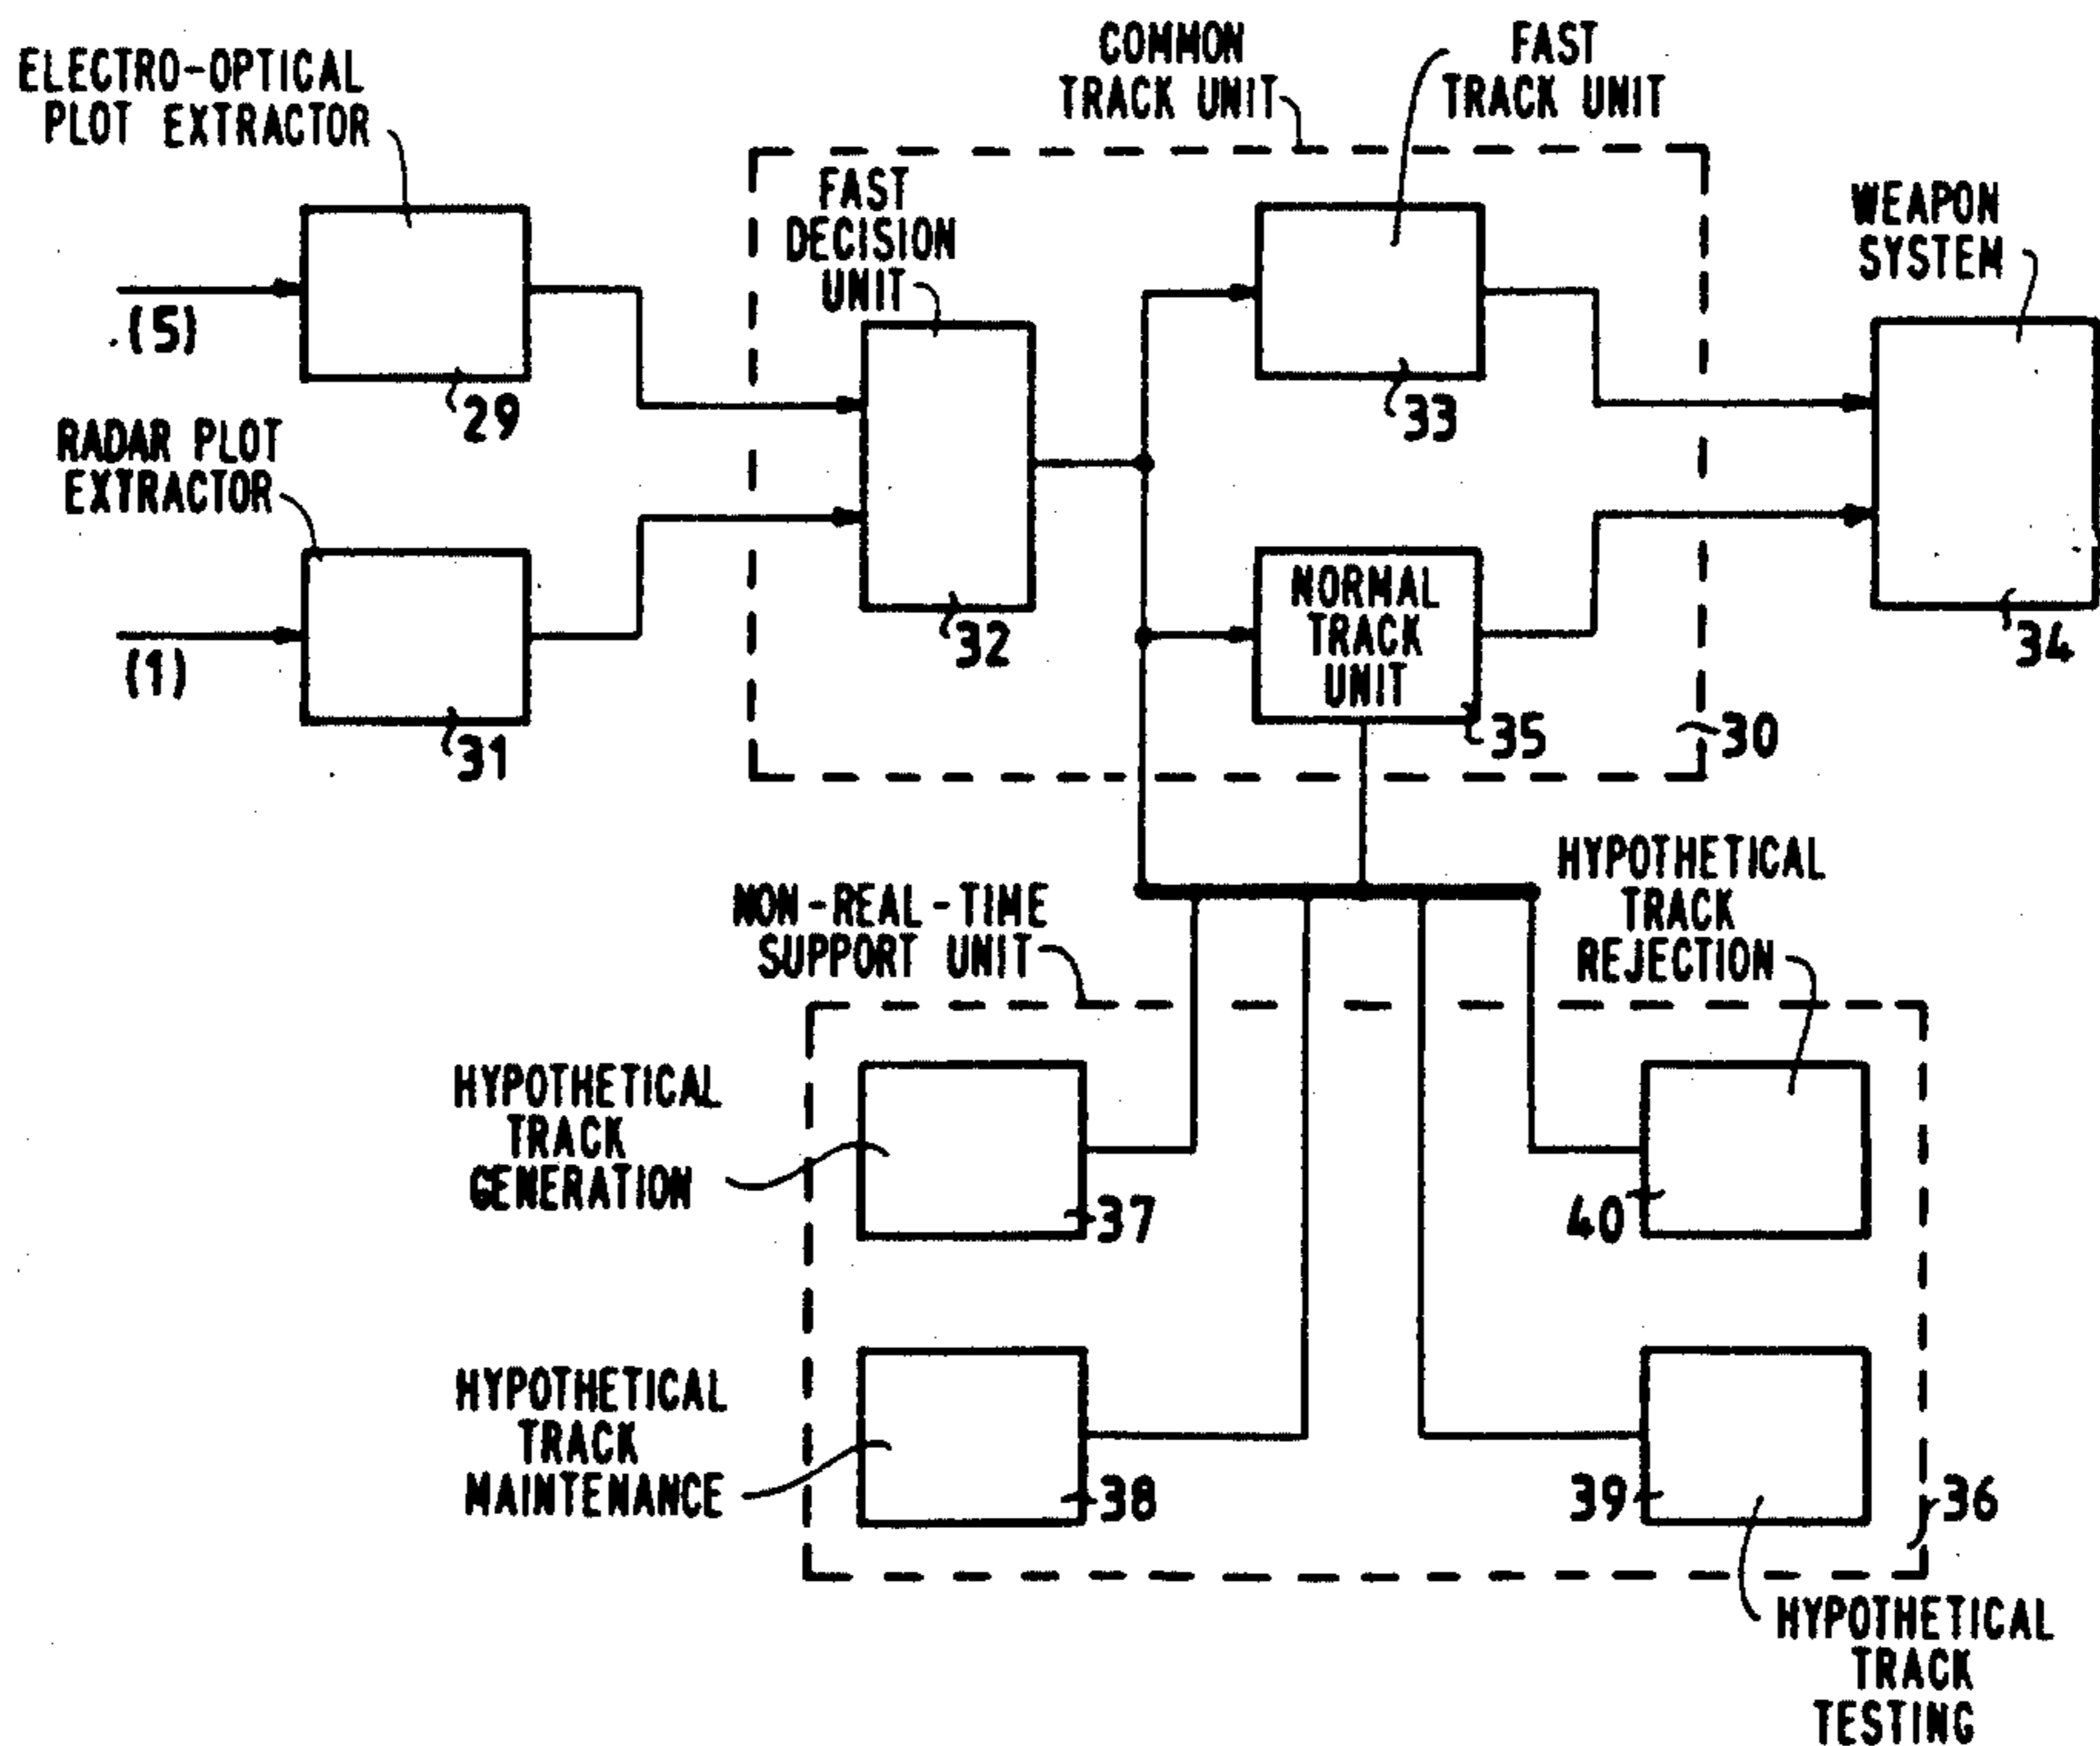 ELECTRO-OPTICAL
PLOT EXTRACTOR
COMMON
TRACK UNIT
FAST
TRACK UNIT
FAST
DECISION
UNIT
WEAPON
SYSTEM
(5)
29
33
RADAR PLOT
EXTRACTOR
NORMAL
TRACK
UNIT
32
34
(1)
31
35
30
HYPOTHETICAL
TRACK
REJECTION
NON-REAL-TIME
SUPPORT UNIT
HYPOTHETICAL
TRACK
GENERATION
37
40
HYPOTHETICAL
TRACK
MAINTENANCE
38
39
36
HYPOTHETICAL
TRACK
TESTING